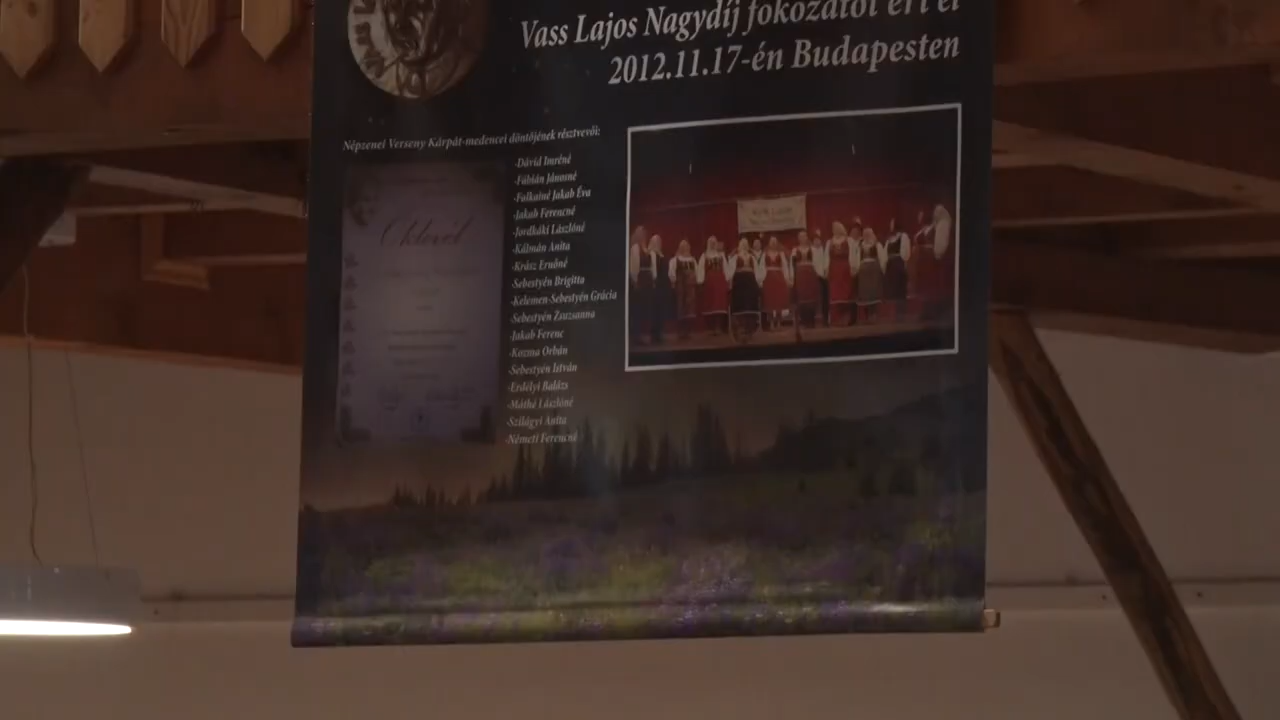 Vass Lajos Nagydíj fokozatot ért el
2012.11.17-én Budapesten
Népzenei Verseny Kárpát-medencei döntőjének résztvevői:
-Dávid Imréné
-Fábián Jánosné
-Falkainé Jakab Éva
-Jakab Ferencné
-Jordháki Lászlóné
-Kálmán Anita
-Krász Ernőné
-Sebestyén Brigitta
-Kelemen-Sebestyén Grácia
-Sebestyén Zsuzsanna
-Jakab Ferenc
-Kozma Orbán
-Sebestyén István
-Erdélyi Balázs
-Máthé Lászlóné
-Szilágyi Anita
-Németi Ferencné
Oklevél